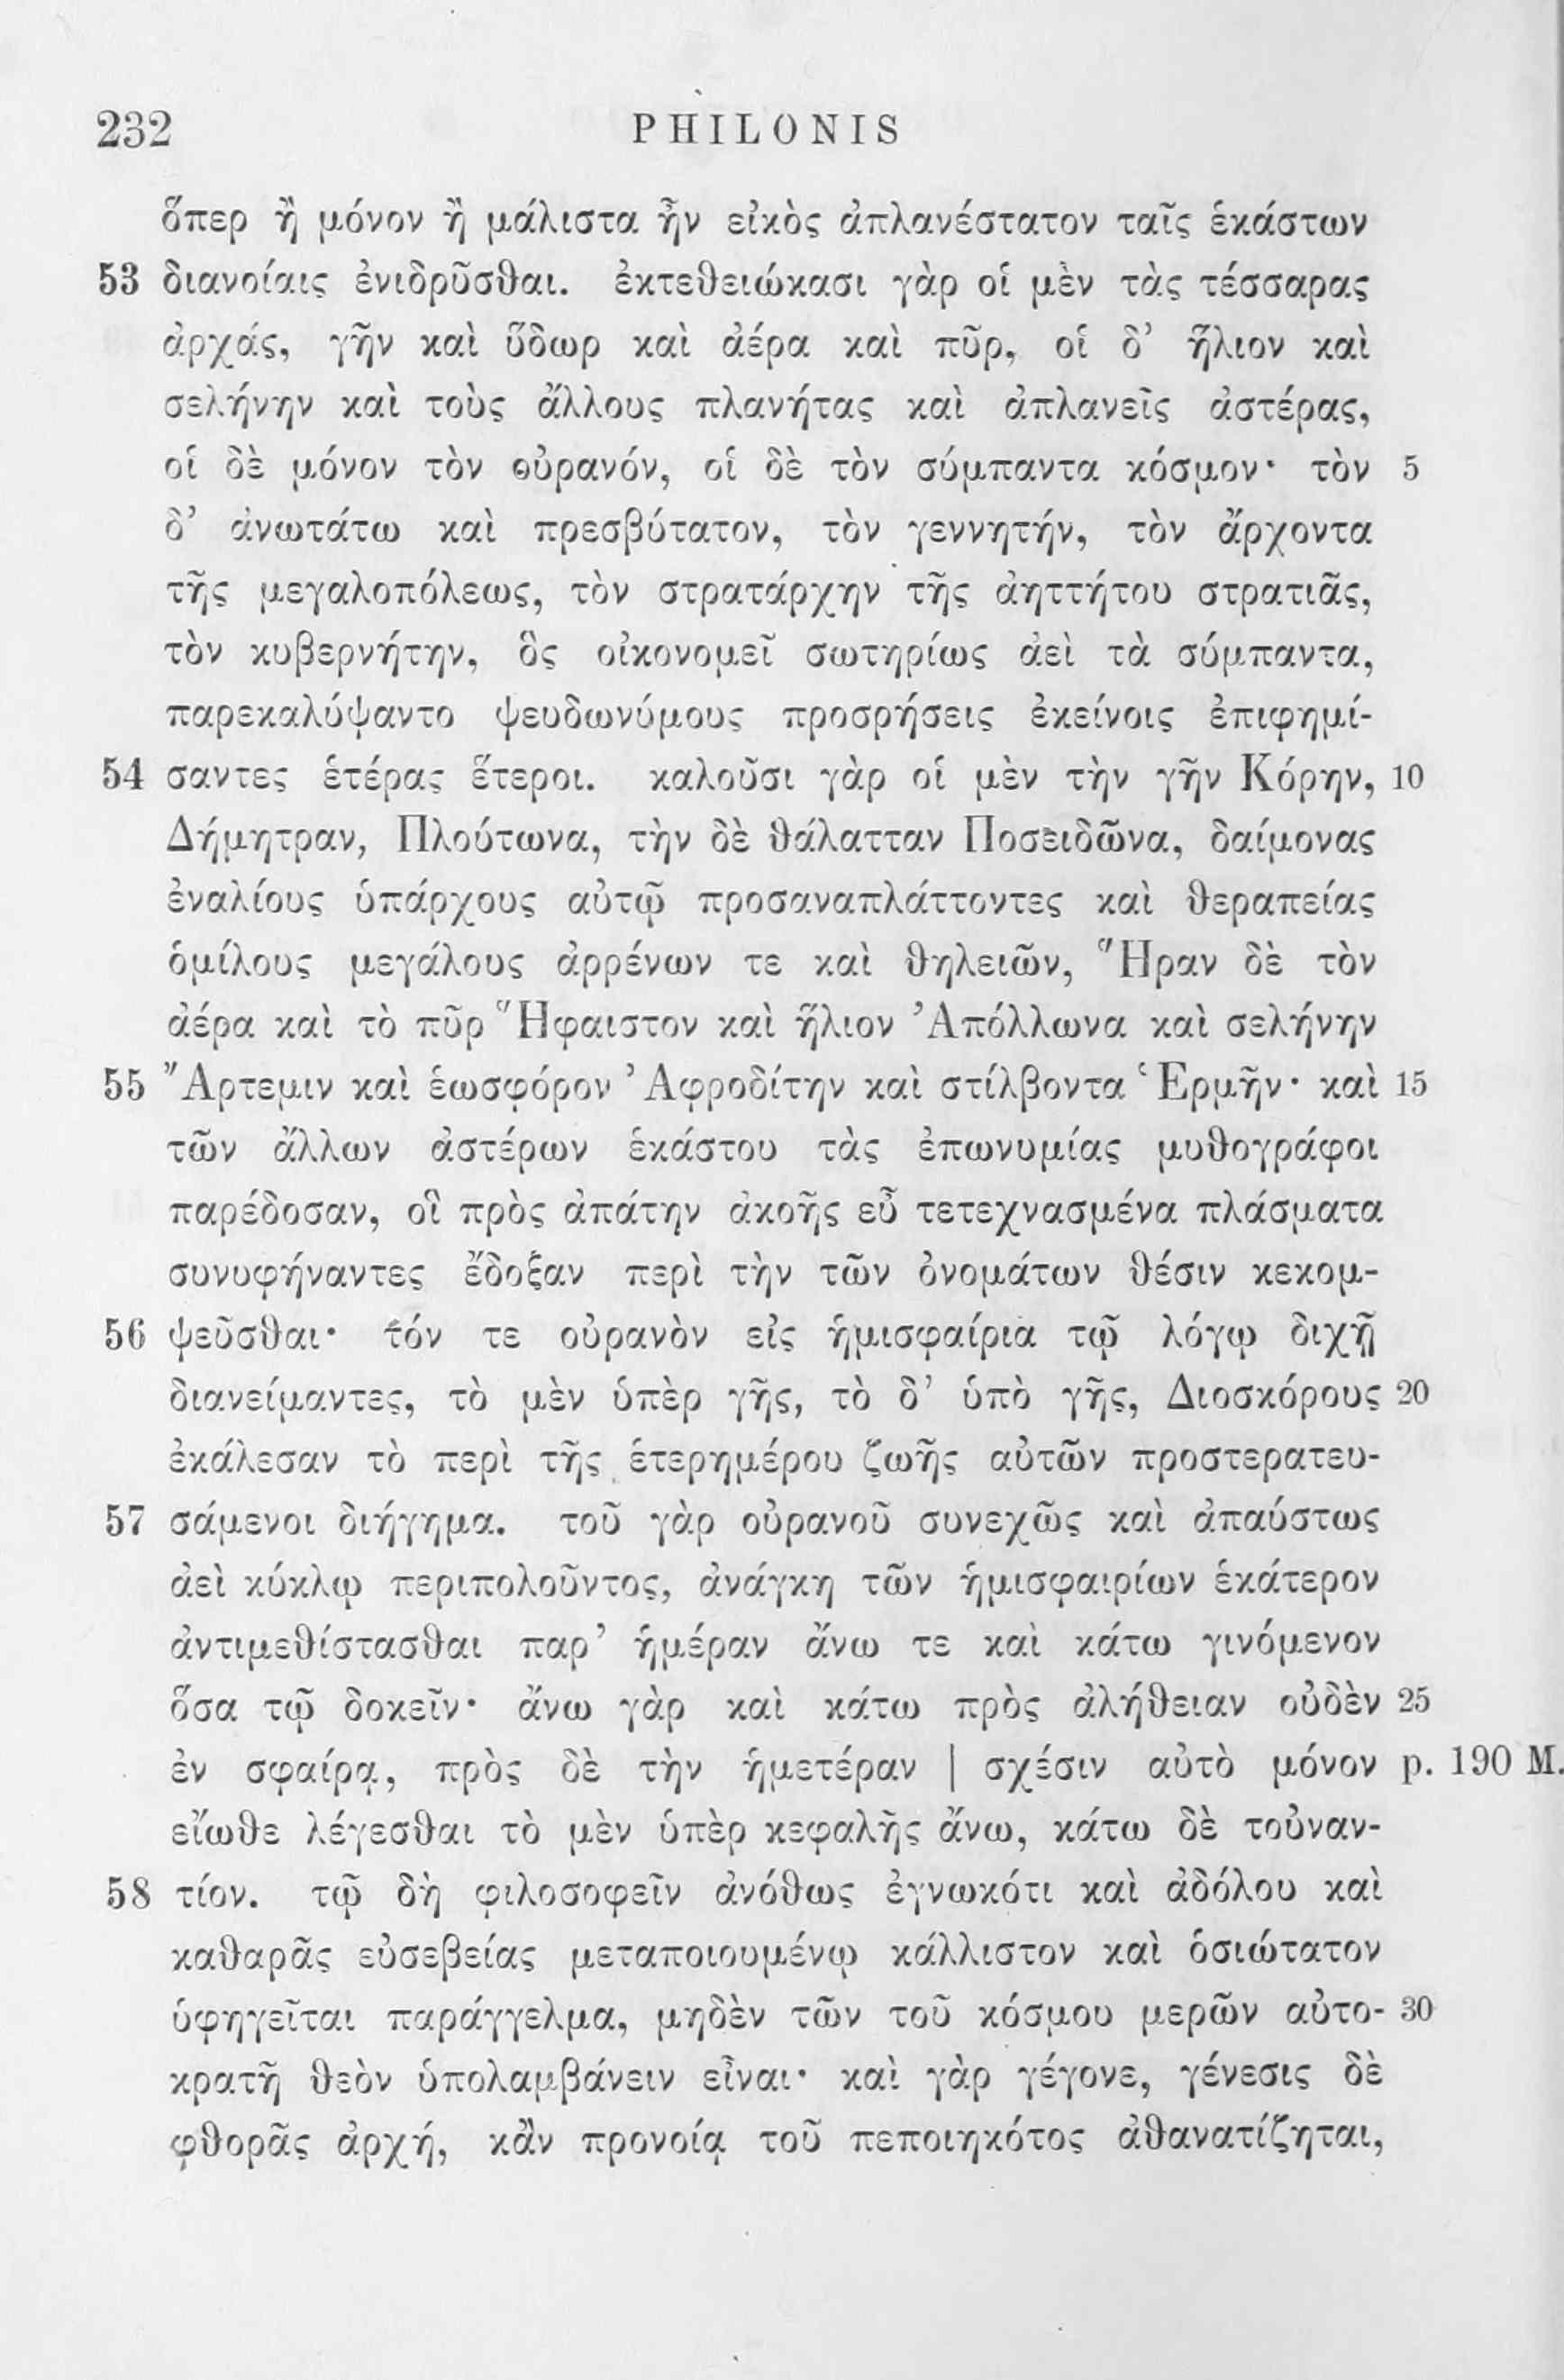 232 PHILONIS
ὅπερ ἢ μόνον ἢ μάλιστα ἦν εἰκὸς ἀπλανέστατον ταῖς ἑκάστων
53 διανοίαις ἐνιδρῦσθαι. ἐκτεθειώκασι γὰρ οἱ μὲν τὰς τέσσαρας
ἀρχάς, γῆν καὶ ὕδωρ καὶ ἀέρα καὶ πῦρ, οἱ δ’ ἥλιον καὶ
σελήνην καὶ τοὺς ἄλλους πλανήτας καὶ ἀπλανεῖς ἀστέρας,
οἱ δὲ μόνον τὸν οὐρανόν, οἱ δὲ τὸν σύμπαντα κόσμον· τὸν 5
δ’ ἀνωτάτω καὶ πρεσβύτατον, τὸν γεννητήν, τὸν ἄρχοντα
τῆς μεγαλοπόλεως, τὸν στρατάρχην τῆς ἀηττήτου στρατιᾶς,
τὸν κυβερνήτην, ὃς οἰκονομεῖ σωτηρίως ἀεὶ τὰ σύμπαντα,
παρεκαλύψαντο ψευδωνύμους προσρήσεις ἐκείνοις ἐπιφημί-
54 σαντες ἑτέρας ἕτεροι. καλοῦσι γὰρ οἱ μὲν τὴν γῆν Κόρην, 10
Δήμητραν, Πλούτωνα, τὴν δὲ θάλατταν Ποσειδῶνα, δαίμονας
ἐναλίους ὑπάρχους αὐτῷ προσαναπλάττοντες καὶ θεραπείας
ὁμίλους μεγάλους ἀρρένων τε καὶ θηλειῶν, Ἥραν δὲ τὸν
ἀέρα καὶ τὸ πῦρ Ἥφαιστον καὶ ἥλιον Ἀπόλλωνα καὶ σελήνην
55 Ἄρτεμιν καὶ ἑωσφόρον Ἀφροδίτην καὶ στίλβοντα Ἑρμῆν· καὶ 15
τῶν ἄλλων ἀστέρων ἑκάστου τὰς ἐπωνυμίας μυθογράφοι
παρέδοσαν, οἳ πρὸς ἀπάτην ἀκοῆς εὖ τετεχνασμένα πλάσματα
συνυφήναντες ἔδοξαν περὶ τὴν τῶν ὀνομάτων θέσιν κεκομ-
56 ψεῦσθαι· τόν τε οὐρανὸν εἰς ἡμισφαίρια τῷ λόγῳ διχῇ
διανείμαντες, τὸ μὲν ὑπὲρ γῆς, τὸ δ’ ὑπὸ γῆς, Διοσκόρους 20
ἐκάλεσαν τὸ περὶ τῆς ἑτερημέρου ζωῆς αὐτῶν προστερατευ-
57 σάμενοι διήγημα. τοῦ γὰρ οὐρανοῦ συνεχῶς καὶ ἀπαύστως
ἀεὶ κύκλῳ περιπολοῦντος, ἀνάγκη τῶν ἡμισφαιρίων ἑκάτερον
ἀντιμεθίστασθαι παρ’ ἡμέραν ἄνω τε καὶ κάτω γινόμενον
ὅσα τῷ δοκεῖν· ἄνω γὰρ καὶ κάτω πρὸς ἀλήθειαν οὐδὲν 25
ἐν σφαίρᾳ, πρὸς δὲ τὴν ἡμετέραν | σχέσιν αὐτὸ μόνον p. 190 M.
εἴωθε λέγεσθαι τὸ μὲν ὑπὲρ κεφαλῆς ἄνω, κάτω δὲ τοὐναν-
58 τίον. τῷ δὴ φιλοσοφεῖν ἀνόθως ἐγνωκότι καὶ ἀδόλου καὶ
καθαρᾶς εὐσεβείας μεταποιουμένῳ κάλλιστον καὶ ὁσιώτατον
ὑφηγεῖται παράγγελμα, μηδὲν τῶν τοῦ κόσμου μερῶν αὐτο- 30
κρατῆ θεὸν ὑπολαμβάνειν εἶναι· καὶ γὰρ γέγονε, γένεσις δὲ
φθορᾶς ἀρχή, κἂν προνοίᾳ τοῦ πεποιηκότος ἀθανατίζηται,